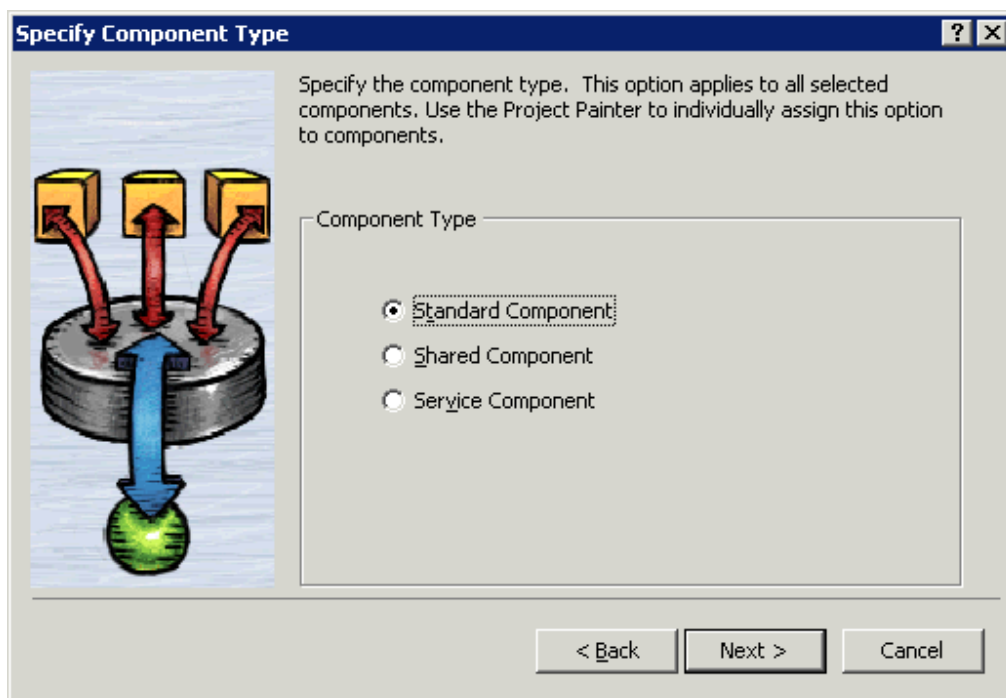 Specify Component Type
Specify the component type. This option applies to all selected
components. Use the Project Painter to individually assign this option
to components.
Component Type
Standard Component
Shared Component
Service Component
< Back Next > Cancel